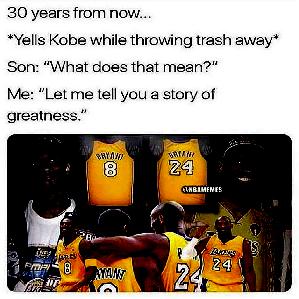 30 years from now...
*Yells Kobe while throwing trash away*
Son: “What does that mean?”
Me: “Let me tell you a story of
greatness.”
BRYANT
8
BRYANT
24
@NBAMEMES
8
BRYANT
24
LAKERS
24